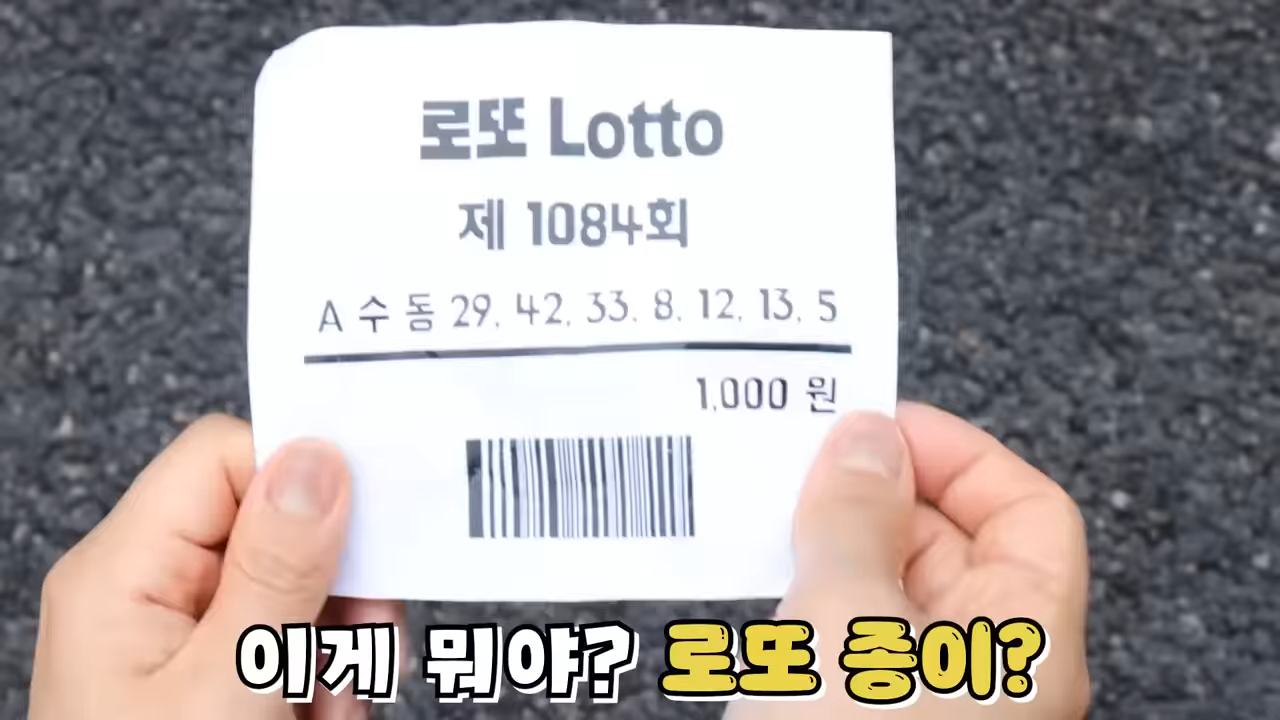 로또 Lotto
제 1084회
A 수 동 29, 42, 33, 8, 12, 13, 5
1,000 원
이게 뭐야? 로또 종이?